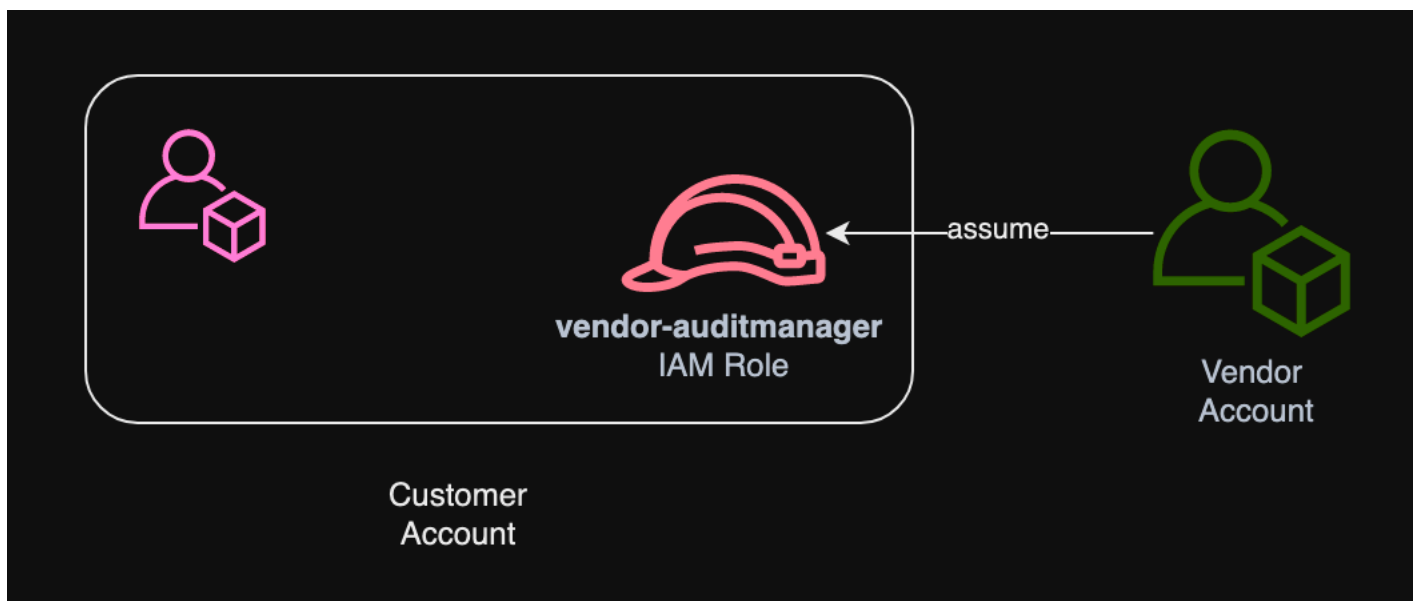 assume
vendor-auditmanager
IAM Role
Vendor
Account
Customer
Account